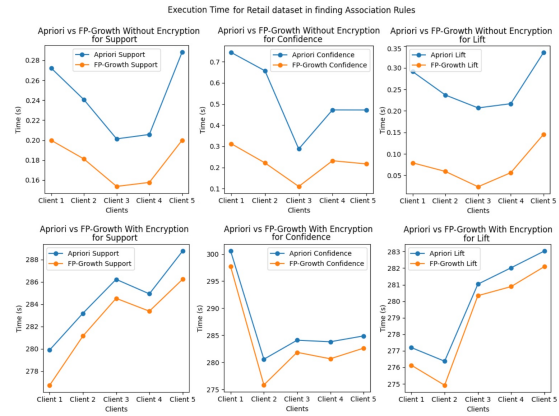 Execution Time for Retail dataset in finding Association Rules
Apriori vs FP-Growth Without Encryption
for Support
Apriori Support
FP-Growth Support
0.28
0.26
0.24
0.22
0.20
0.18
0.16
Time (s)
Client 1 Client 2 Client 3 Client 4 Client 5
Clients
Apriori vs FP-Growth Without Encryption
for Confidence
Apriori Confidence
FP-Growth Confidence
0.7
0.6
0.5
0.4
0.3
0.2
0.1
Time (s)
Client 1 Client 2 Client 3 Client 4 Client 5
Clients
Apriori vs FP-Growth Without Encryption
for Lift
Apriori Lift
FP-Growth Lift
0.35
0.30
0.25
0.20
0.15
0.10
0.05
Time (s)
Client 1 Client 2 Client 3 Client 4 Client 5
Clients
Apriori vs FP-Growth With Encryption
for Support
Apriori Support
FP-Growth Support
288
286
284
282
280
278
Time (s)
Client 1 Client 2 Client 3 Client 4 Client 5
Clients
Apriori vs FP-Growth With Encryption
for Confidence
Apriori Confidence
FP-Growth Confidence
300
295
290
285
280
275
Time (s)
Client 1 Client 2 Client 3 Client 4 Client 5
Clients
Apriori vs FP-Growth With Encryption
for Lift
Apriori Lift
FP-Growth Lift
283
282
281
280
279
278
277
276
275
Time (s)
Client 1 Client 2 Client 3 Client 4 Client 5
Clients